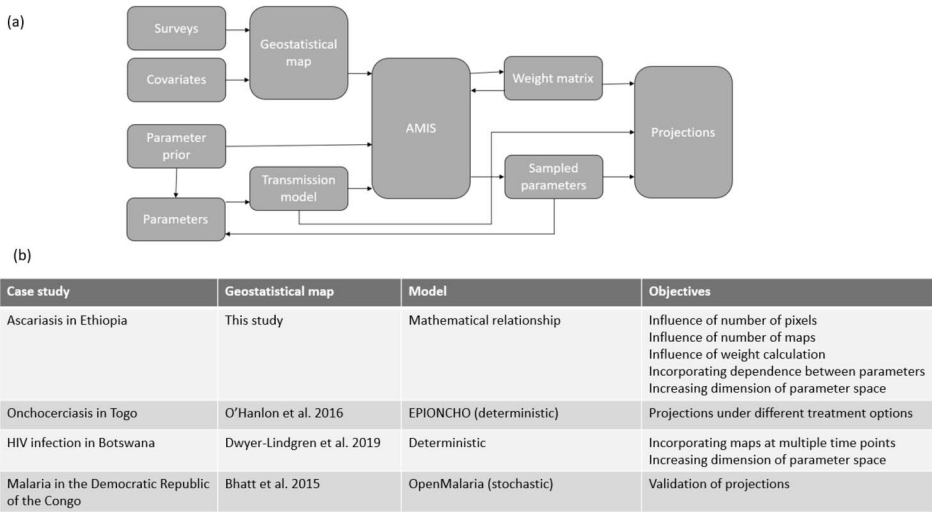 (a)
Surveys
Covariates
Geostatistical
map
Parameter
prior
Parameters
Transmission
model
AMIS
Weight matrix
Sampled
parameters
Projections
(b)
Case study Geostatistical map Model Objectives
Ascariasis in Ethiopia This study Mathematical relationship Influence of number of pixels
Influence of number of maps
Influence of weight calculation
Incorporating dependence between parameters
Increasing dimension of parameter space
Onchocerciasis in Togo O’Hanlon et al. 2016 EPIONCHO (deterministic) Projections under different treatment options
HIV infection in Botswana Dwyer-Lindgren et al. 2019 Deterministic Incorporating maps at multiple time points
Increasing dimension of parameter space
Malaria in the Democratic Republic Bhatt et al. 2015 OpenMalaria (stochastic) Validation of projections
of the Congo